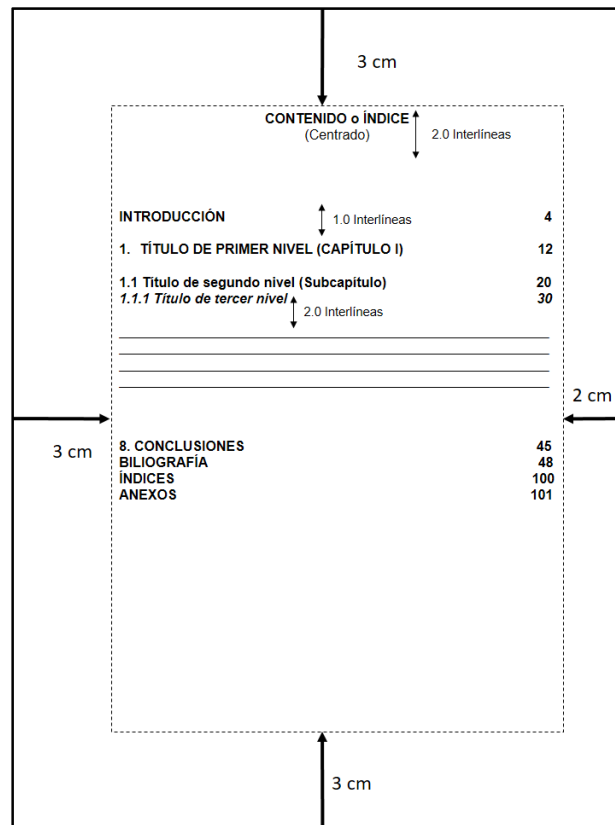 3 cm
CONTENIDO o ÍNDICE
(Centrado)
2.0 Interlíneas
INTRODUCCIÓN 1.0 Interlíneas 4
1. TÍTULO DE PRIMER NIVEL (CAPÍTULO I) 12
1.1 Título de segundo nivel (Subcapítulo) 20
1.1.1 Título de tercer nivel 30
2.0 Interlíneas
2 cm
3 cm
8. CONCLUSIONES 45
BILIOGRAFÍA 48
ÍNDICES 100
ANEXOS 101
3 cm